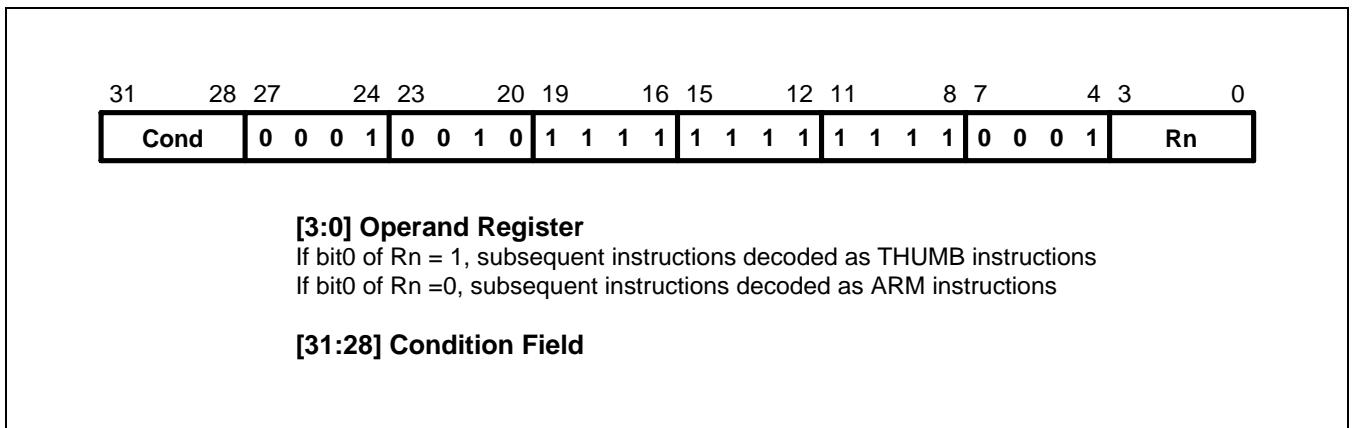 31 28 27 24 23 20 19 16 15 12 11 8 7 4 3 0
Cond 0 0 0 1 0 0 1 0 1 1 1 1 1 1 1 1 1 1 1 1 0 0 0 1 Rn
[3:0] Operand Register
If bit0 of Rn = 1, subsequent instructions decoded as THUMB instructions
If bit0 of Rn =0, subsequent instructions decoded as ARM instructions
[31:28] Condition Field